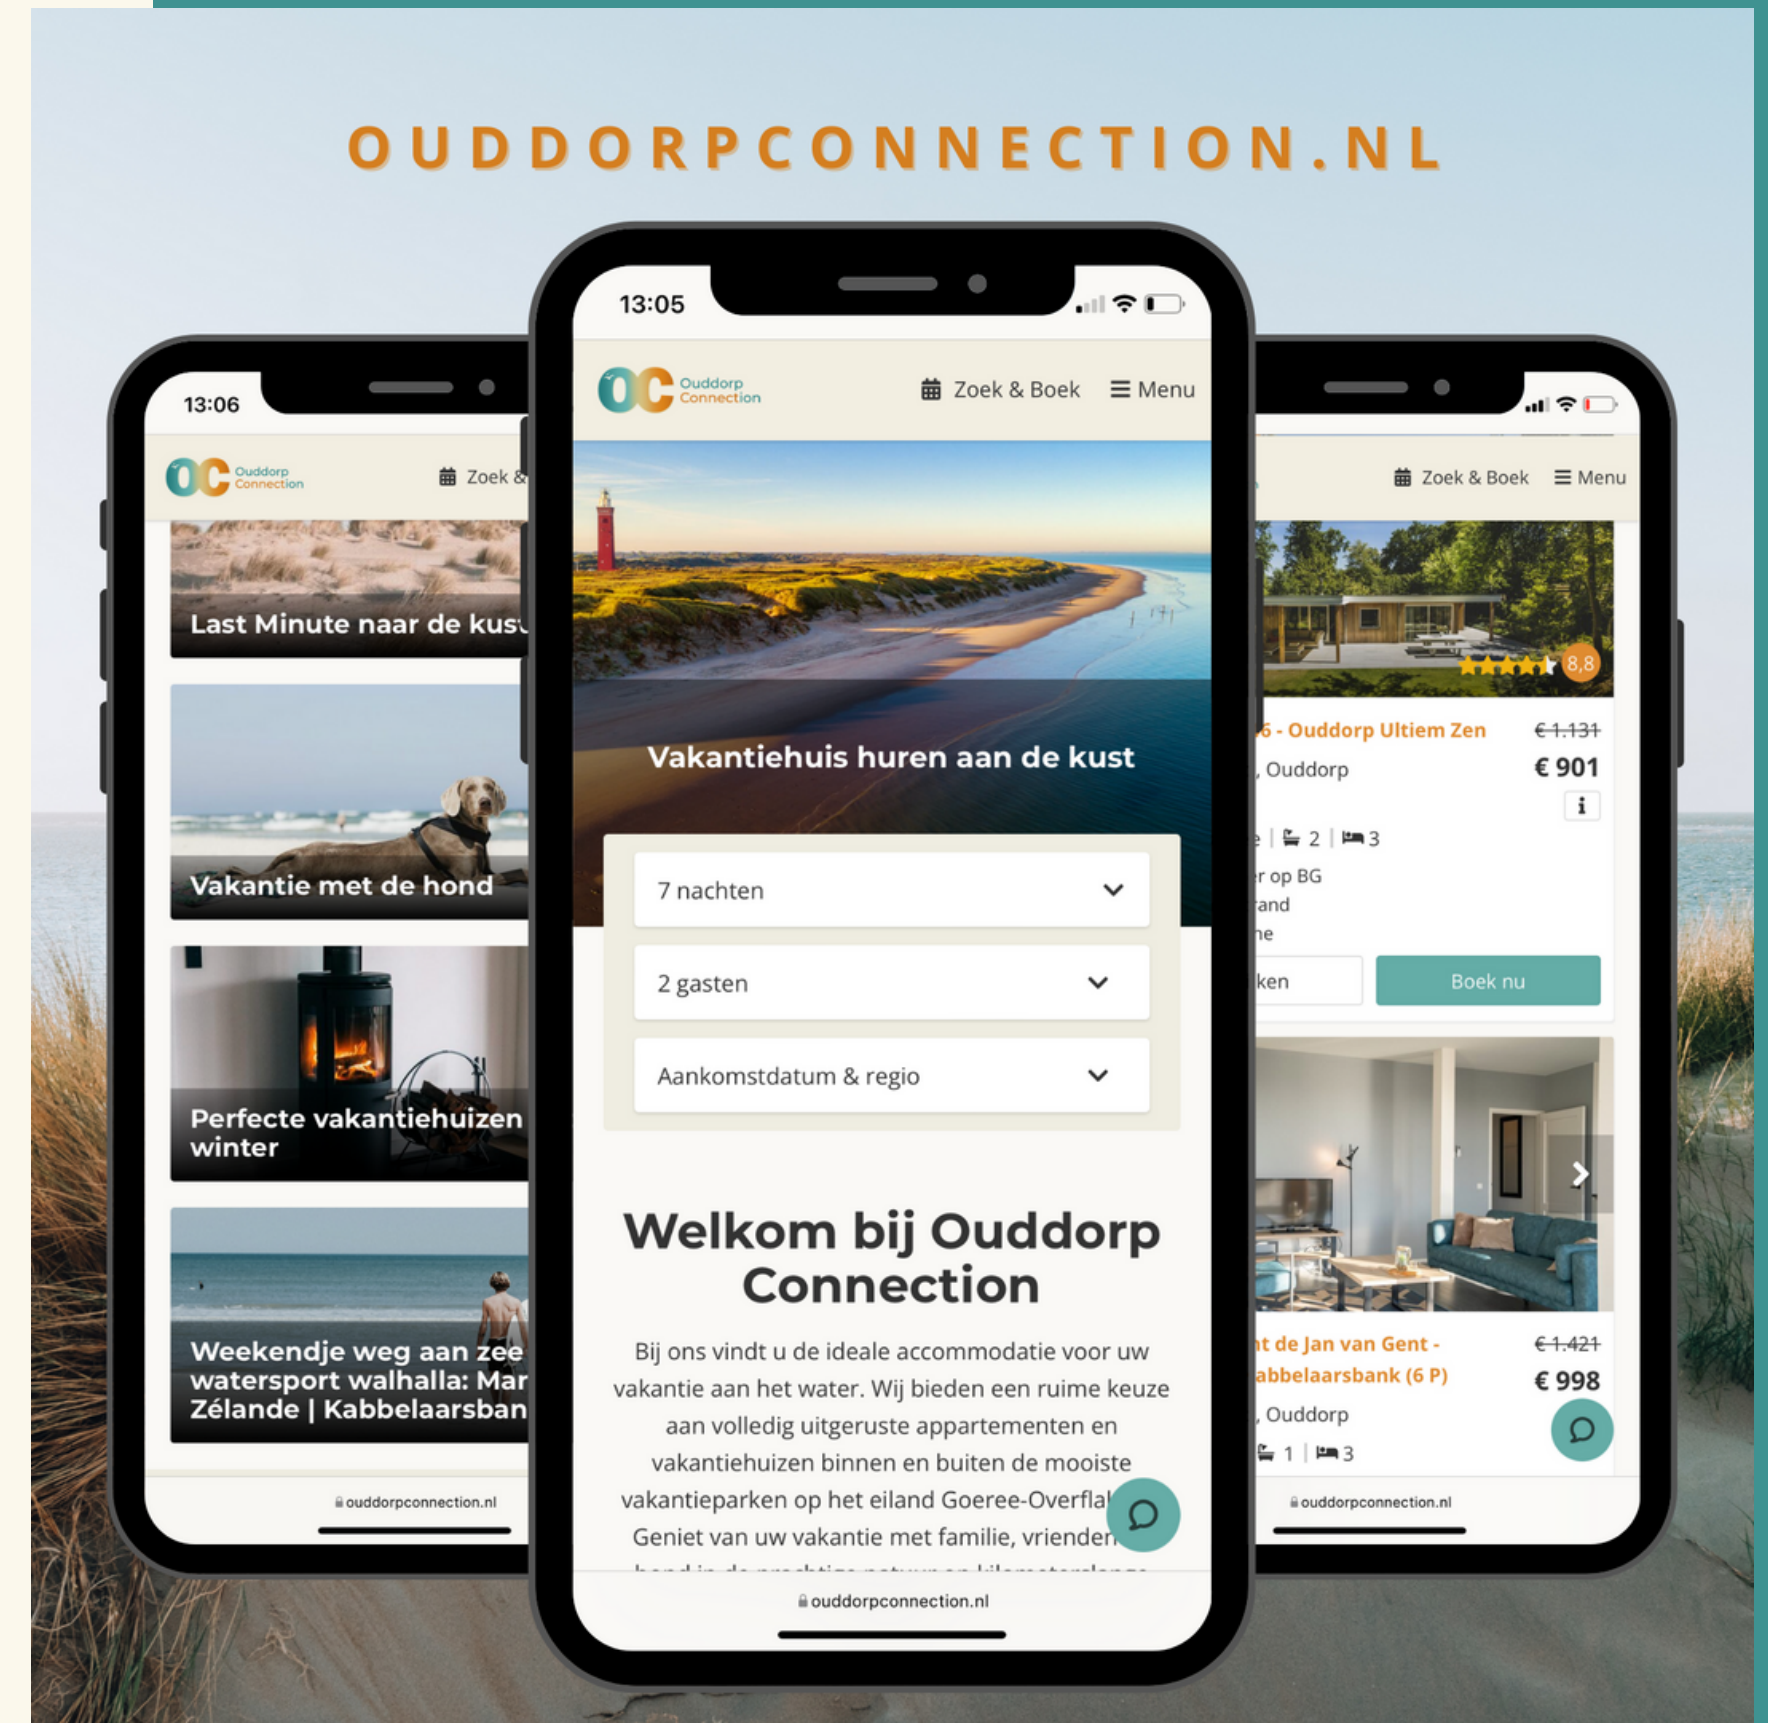 OUDDORPCONNECTION.NL
13:06
Ouddorp
Connection
Zoek &
Last Minute naar de
Vakantie met de hond
Perfecte vakantiehuizen
winter
Weekendje weg aan zee
watersport walhalla:
Zélande |
ouddorpconnection.nl
13:05
OC Ouddorp
Connection
Zoek & Boek
Menu
Vakantiehuis huren aan de kust
7 nachten
2 gasten
Aankomstdatum & regio
Welkom bij Ouddorp
Connection
Bij ons vindt u de ideale accommodatie voor uw
vakantie aan het water. Wij bieden een ruime keuze
aan volledig uitgeruste appartementen en
vakantiehuizen binnen en buiten de mooiste
vakantieparken op het eiland
Geniet van uw vakantie met familie, vrienden
ouddorpconnection.nl
Zoek & Boek
Menu
8,8
6 - Ouddorp Ultiem Zen
€ 1.131
, Ouddorp
€ 901
i
2 | 3
op BG
Boek nu
de Jan van Gent -
€ 1.421
(6 P)
€ 998
, Ouddorp
1 | 3
ouddorpconnection.nl